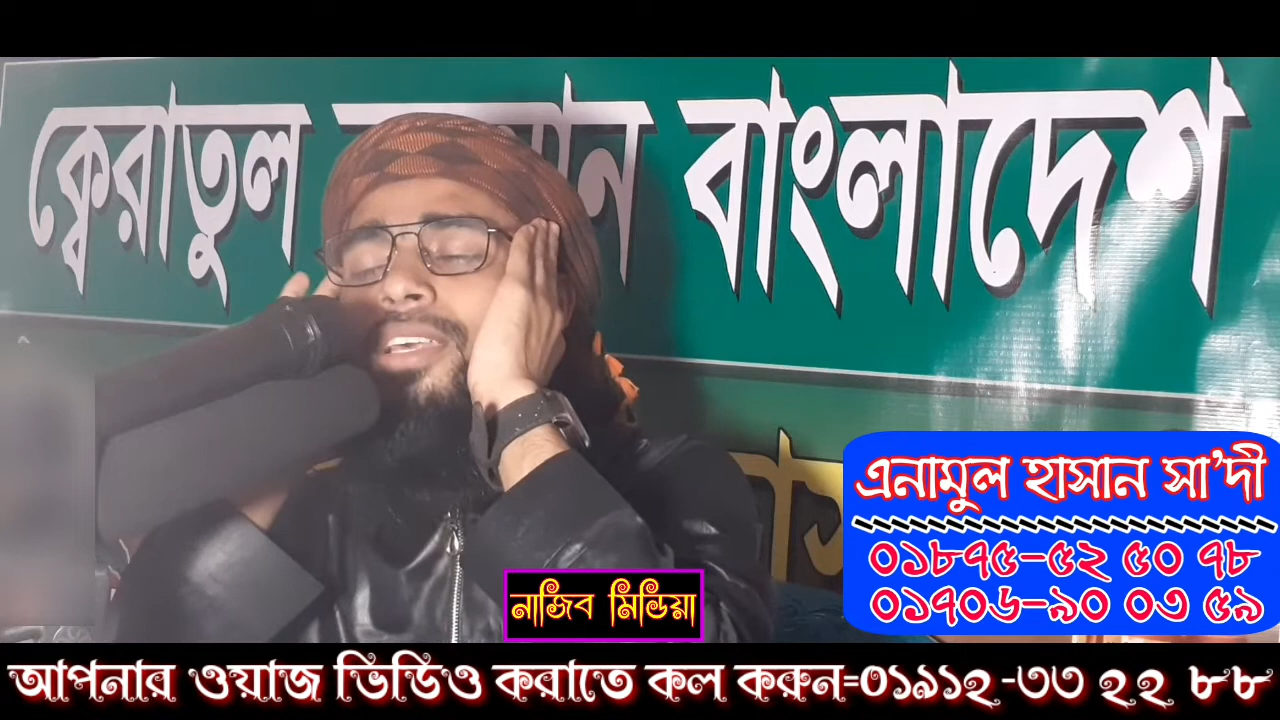 ক্বেরাতুল বাংলাদেশ
এনামুল হাসান সা'দী
০১৮৭৫-৫২ ৫০ ৭৮
০১৭০৬-৯০ ০৩ ৫৯
নাজিব মিডিয়া
আপনার ওয়াজ ভিডিও করাতে কল করুন=০১৯১২-৩৩ ২২ ৮৮